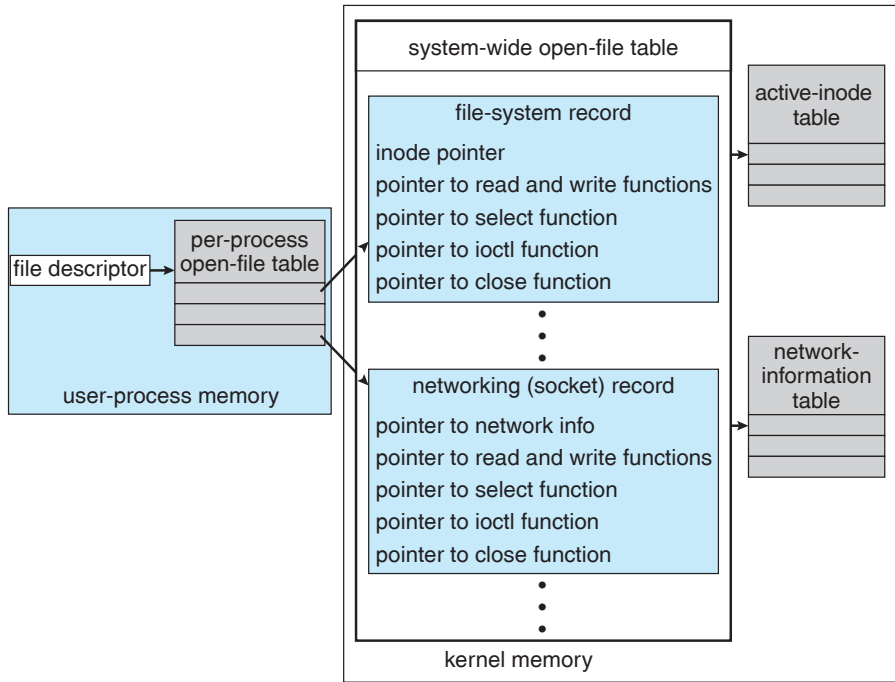 system-wide open-file table
file-system record
inode pointer
pointer to read and write functions
pointer to select function
pointer to ioctl function
pointer to close function
active-inode
table
per-process
open-file table
file descriptor
user-process memory
networking (socket) record
pointer to network info
pointer to read and write functions
pointer to select function
pointer to ioctl function
pointer to close function
network-
information
table
kernel memory